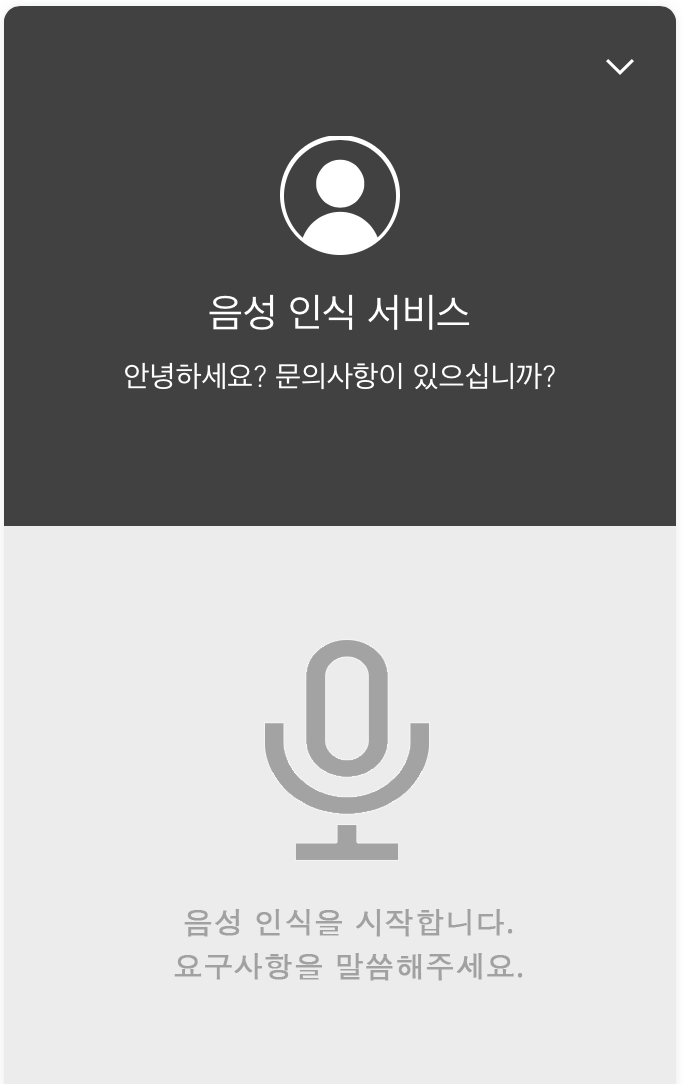 음성 인식 서비스
안녕하세요? 문의사항이 있으십니까?
음성 인식을 시작합니다.
요구사항을 말씀해주세요.